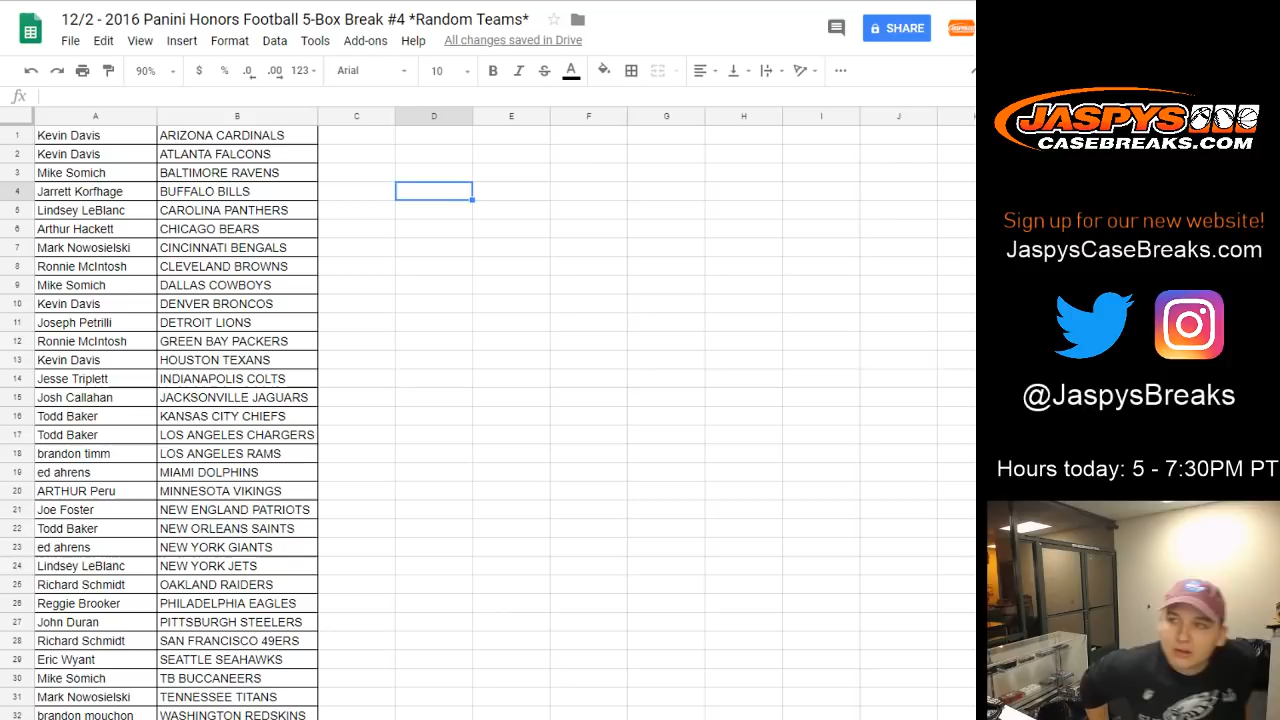 12/2 - 2016 Panini Honors Football 5-Box Break #4 *Random Teams*
File Edit View Insert Format Data Tools Add-ons Help All changes saved in Drive
SHARE
90% $ % .0 .00 123 Arial 10 B I S A
fx
A B C D E F G H I J
1 Kevin Davis ARIZONA CARDINALS
2 Kevin Davis ATLANTA FALCONS
3 Mike Somich BALTIMORE RAVENS
4 Jarrett Korfhage BUFFALO BILLS
5 Lindsey LeBlanc CAROLINA PANTHERS
6 Arthur Hackett CHICAGO BEARS
7 Mark Nowosielski CINCINNATI BENGALS
8 Ronnie McIntosh CLEVELAND BROWNS
9 Mike Somich DALLAS COWBOYS
10 Kevin Davis DENVER BRONCOS
11 Joseph Petrilli DETROIT LIONS
12 Ronnie McIntosh GREEN BAY PACKERS
13 Kevin Davis HOUSTON TEXANS
14 Jesse Triplett INDIANAPOLIS COLTS
15 Josh Callahan JACKSONVILLE JAGUARS
16 Todd Baker KANSAS CITY CHIEFS
17 Todd Baker LOS ANGELES CHARGERS
18 brandon timm LOS ANGELES RAMS
19 ed ahrens MIAMI DOLPHINS
20 ARTHUR Peru MINNESOTA VIKINGS
21 Joe Foster NEW ENGLAND PATRIOTS
22 Todd Baker NEW ORLEANS SAINTS
23 ed ahrens NEW YORK GIANTS
24 Lindsey LeBlanc NEW YORK JETS
25 Richard Schmidt OAKLAND RAIDERS
26 Reggie Brooker PHILADELPHIA EAGLES
27 John Duran PITTSBURGH STEELERS
28 Richard Schmidt SAN FRANCISCO 49ERS
29 Eric Wyant SEATTLE SEAHAWKS
30 Mike Somich TB BUCCANEERS
31 Mark Nowosielski TENNESSEE TITANS
32 brandon mouchon WASHINGTON REDSKINS
JASPYS
CASEBREAKS.COM
Sign up for our new website!
JaspysCaseBreaks.com
@JaspysBreaks
Hours today: 5 - 7:30PM PT